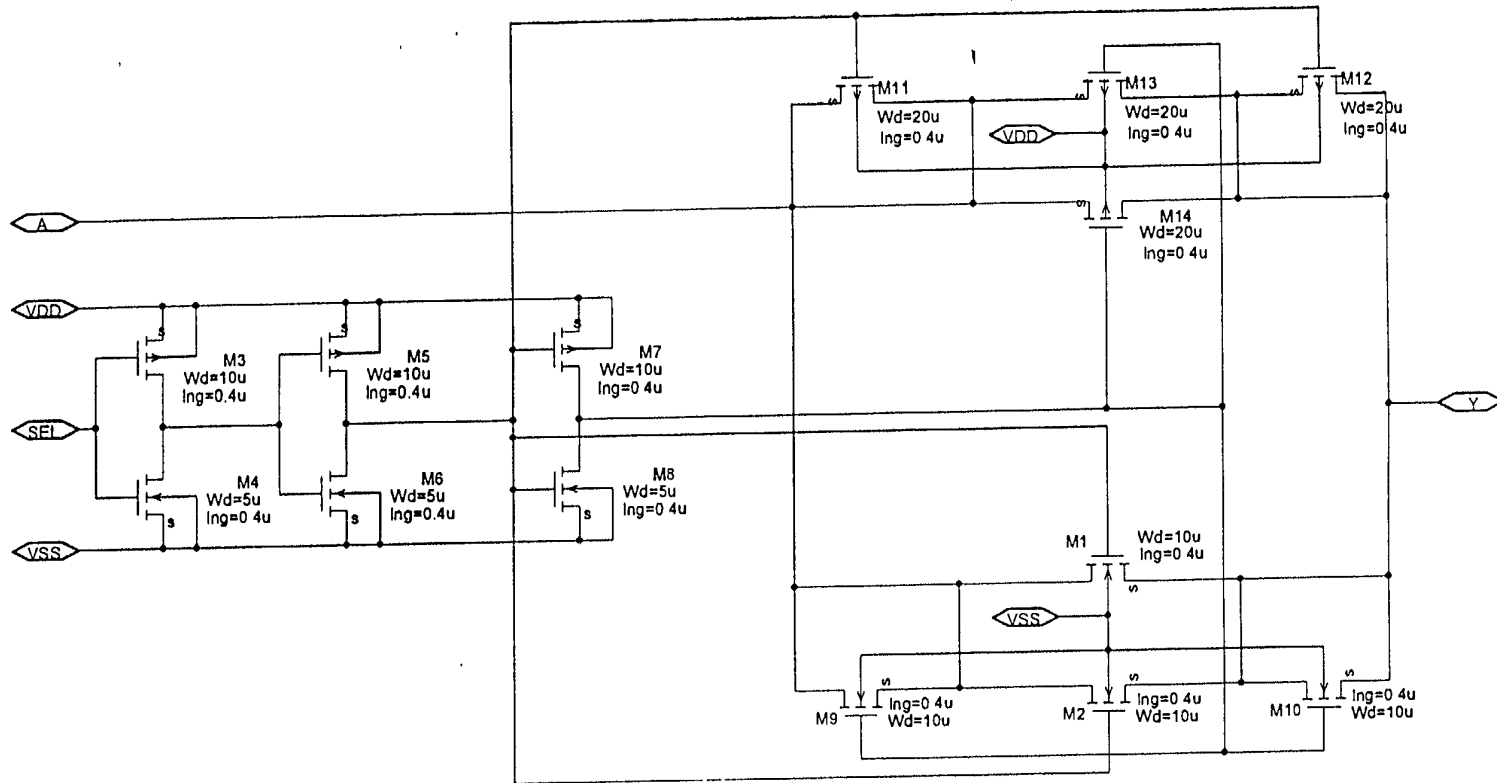 M11
Wd=20u
lng=0 4u
M13
Wd=20u
lng=0 4u
M12
Wd=20u
lng=0 4u
s
s
s
VDD
A
s
M14
Wd=20u
lng=0 4u
VDD
s
s
s
M3
Wd=10u
lng=0.4u
M5
Wd=10u
lng=0.4u
M7
Wd=10u
lng=0 4u
SEL
Y
M4
Wd=5u
lng=0 4u
s
M6
Wd=5u
lng=0.4u
s
M8
Wd=5u
lng=0 4u
s
VSS
M1
Wd=10u
lng=0 4u
s
VSS
s
s
s
M9
lng=0 4u
Wd=10u
M2
lng=0 4u
Wd=10u
M10
lng=0 4u
Wd=10u